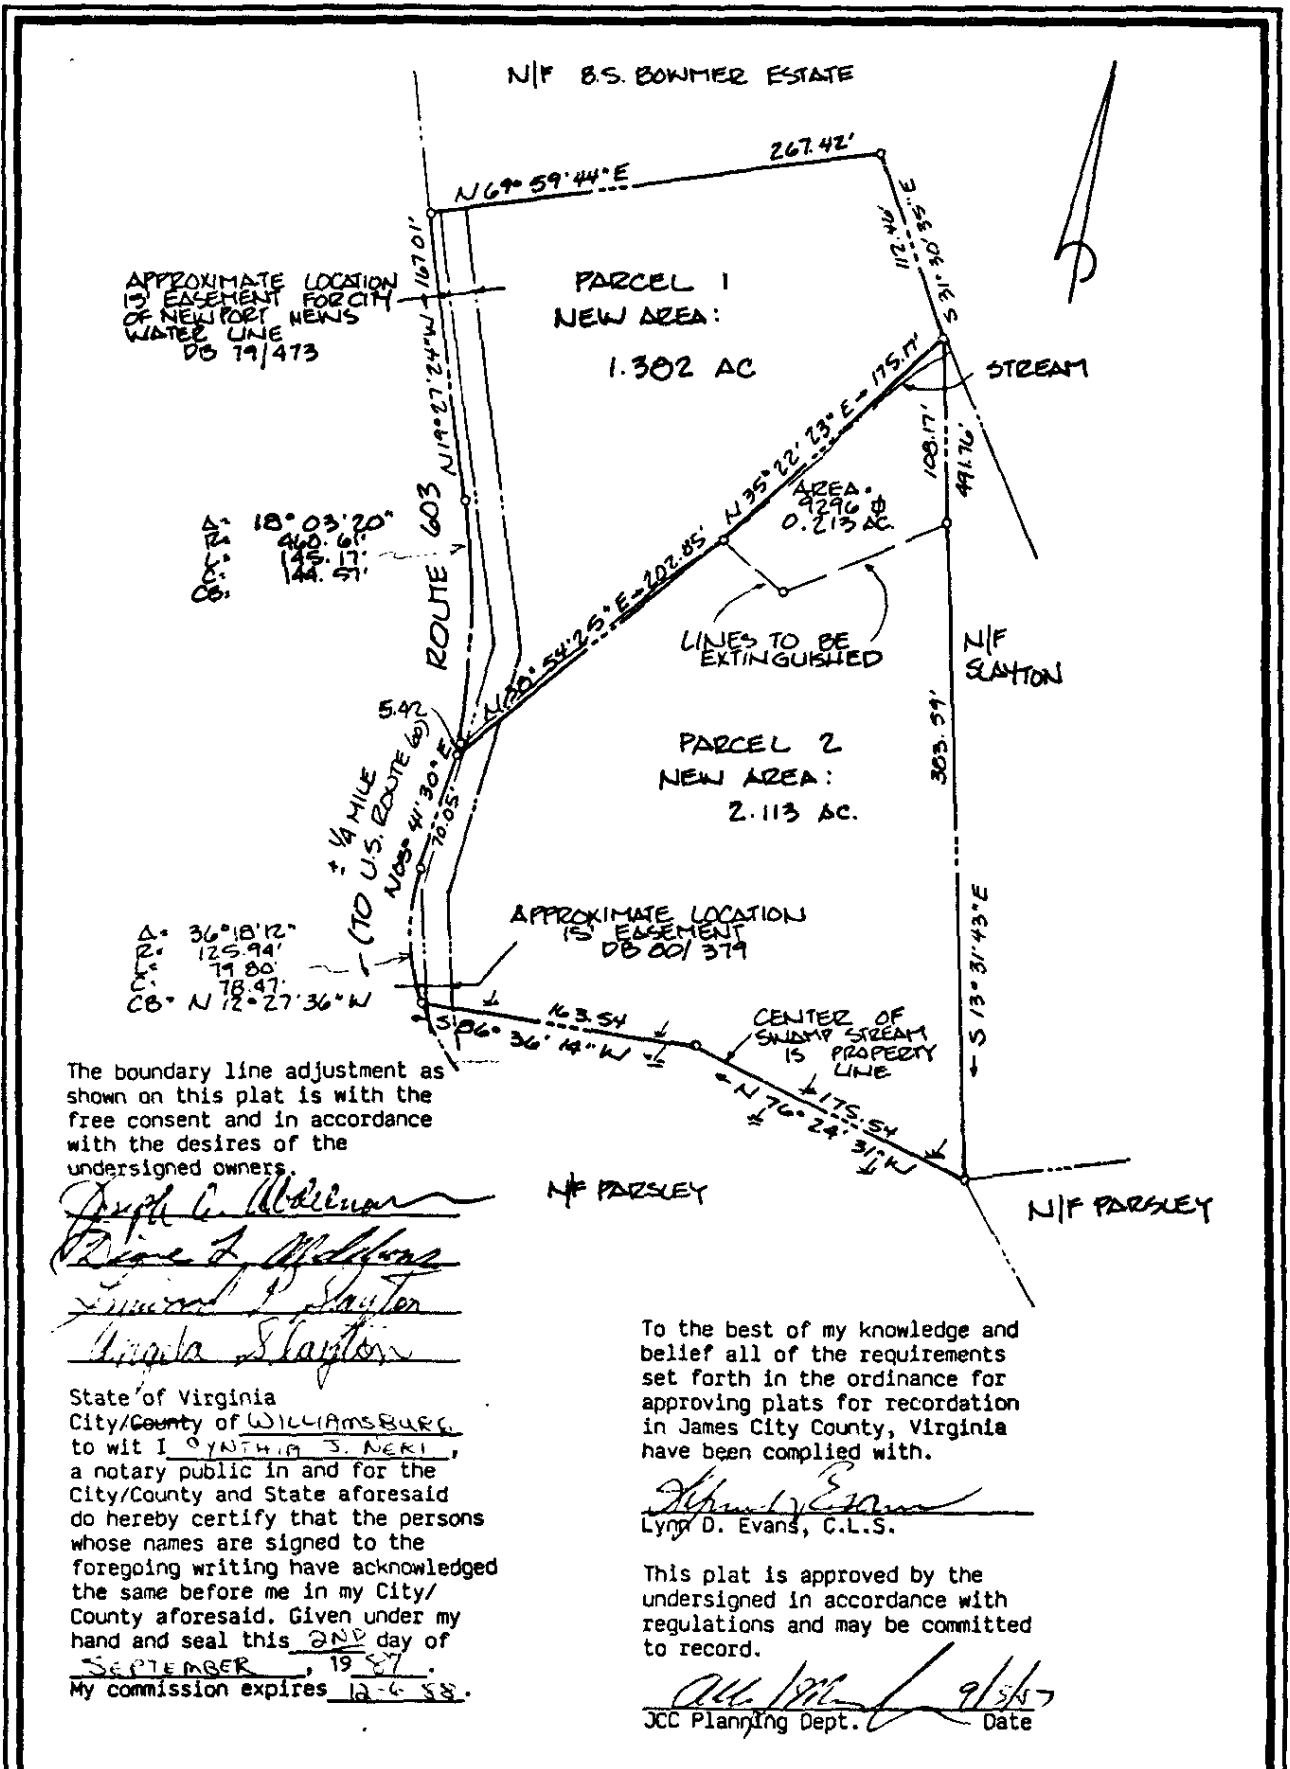 N/F B.S. BOWMER ESTATE
267.42'
N 69° 59' 44" E
S 31° 30' 35" E
112.46'
N 19° 27' 24" W 167.01'
APPROXIMATE LOCATION
15' EASEMENT FOR CITY
OF NEWPORT NEWS
WATER LINE
DB 79/473
PARCEL 1
NEW AREA:
1.382 AC
STREAM
N 35° 22' 23" E 175.17'
108.17'
491.76'
AREA =
9296
0.213 AC.
Δ= 18° 03' 20"
R= 460.61'
L= 145.17'
C= 144.57'
CB=
ROUTE 603
N 38° 54' 25" E 202.85'
LINES TO BE
EXTINGUISHED
N/F
SLAYTON
5.42
383.59'
PARCEL 2
NEW AREA:
2.113 AC.
± 1/4 MILE
(TO U.S. ROUTE 60)
N 03° 41' 30" E
70.05'
APPROXIMATE LOCATION
15' EASEMENT
DB 80/379
Δ= 36° 18' 12"
R= 125.94'
L= 79.80'
C= 78.47'
CB= N 12° 27' 36" W
S 13° 31' 43" E
163.54
S 86° 36' 14" W
CENTER OF
SWAMP STREAM
IS PROPERTY
LINE
175.54
N 76° 24' 31" W
N/F PARSLEY
N/F PARSLEY
The boundary line adjustment as
shown on this plat is with the
free consent and in accordance
with the desires of the
undersigned owners.
Joseph A.
Diane L.
Slayton
Angela Slayton
State of Virginia
City/County of WILLIAMSBURG
to wit I CYNTHIA J. NERI,
a notary public in and for the
City/County and State aforesaid
do hereby certify that the persons
whose names are signed to the
foregoing writing have acknowledged
the same before me in my City/
County aforesaid. Given under my
hand and seal this 2ND day of
SEPTEMBER, 19 87.
My commission expires 12-6-88.
To the best of my knowledge and
belief all of the requirements
set forth in the ordinance for
approving plats for recordation
in James City County, Virginia
have been complied with.
Lynn D. Evans, C.L.S.
This plat is approved by the
undersigned in accordance with
regulations and may be committed
to record.
9/5/87
JCC Planning Dept. Date